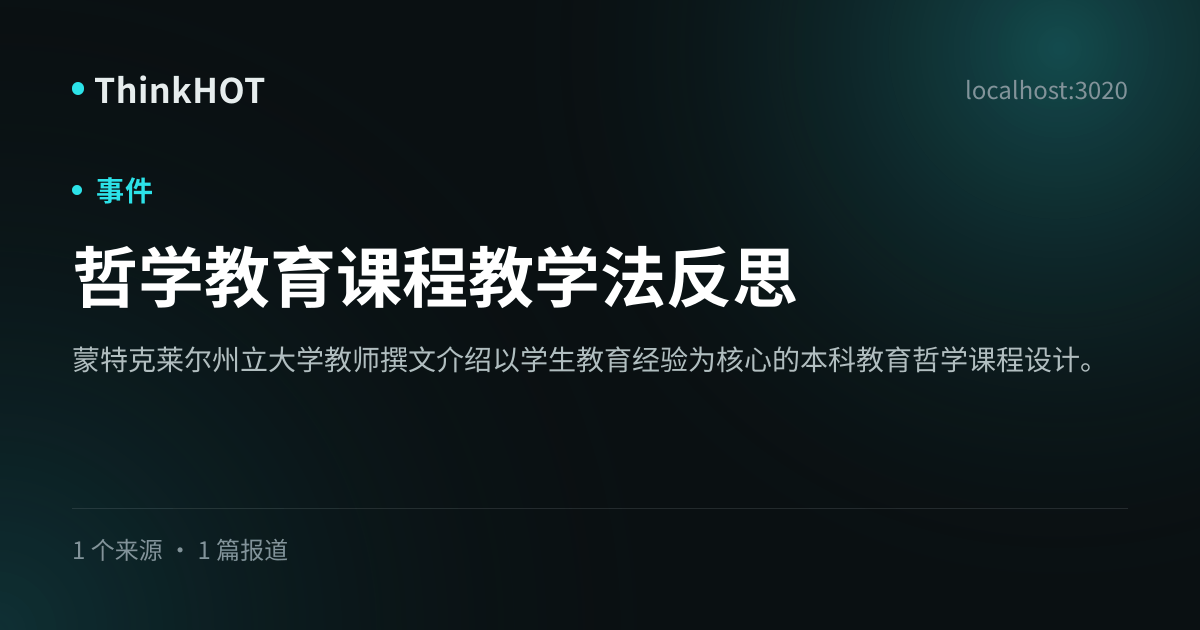 ThinkHOT
localhost:3020
事件
哲学教育课程教学法反思
蒙特克莱尔州立大学教师撰文介绍以学生教育经验为核心的本科教育哲学课程设计。
1 个来源 · 1 篇报道